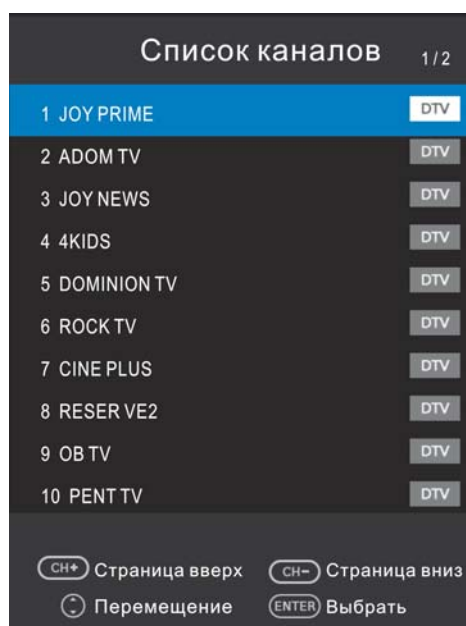 Список каналов 1/2
1 JOY PRIME DTV
2 ADOM TV DTV
3 JOY NEWS DTV
4 4KIDS DTV
5 DOMINION TV DTV
6 ROCK TV DTV
7 CINE PLUS DTV
8 RESER VE2 DTV
9 OB TV DTV
10 PENT TV DTV
CH+ Страница вверх CH- Страница вниз
Перемещение ENTER Выбрать